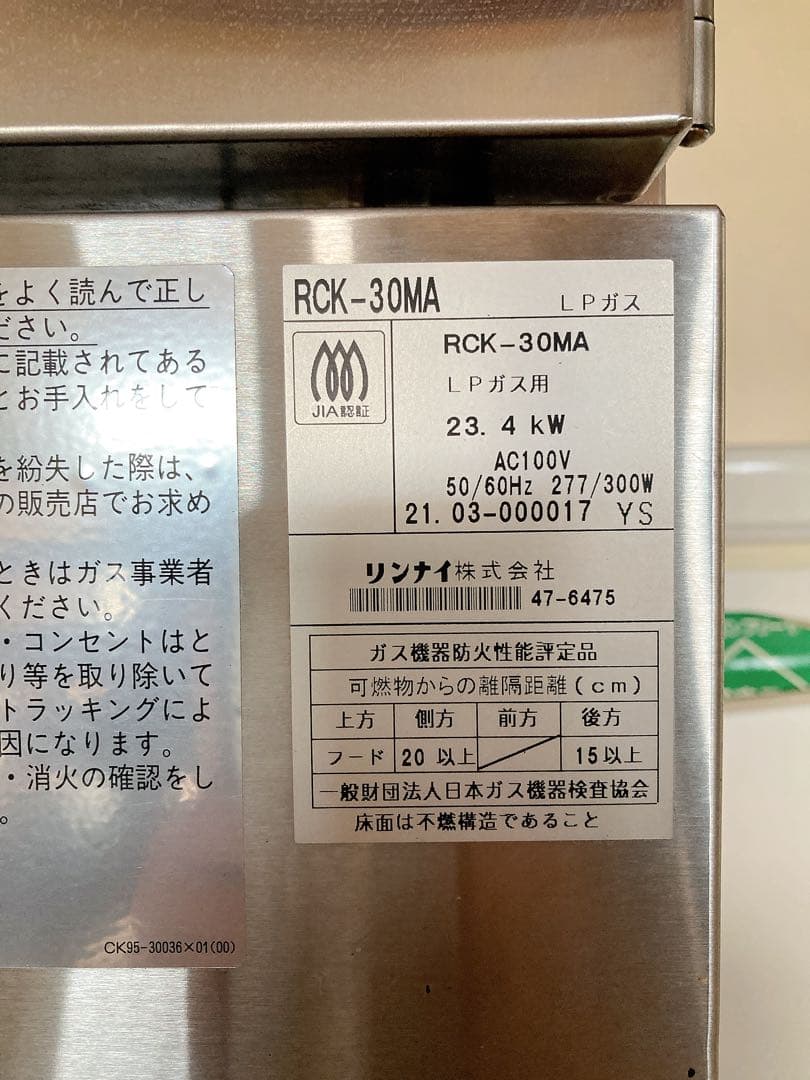 をよく読んで正し
ださい。
に記載されてある
とお手入れをして
を紛失した際は、
の販売店でお求め
ときはガス事業者
ください。
・コンセントはと
り等を取り除いて
トラッキングによ
因になります。
・消火の確認をし
。
CK95-30036×01(00)
RCK-30MA LPガス
JIA認証
RCK-30MA
LPガス用
23.4 kW
AC100V
50/60Hz 277/300W
21.03-000017 YS
リンナイ株式会社
47-6475
ガス機器防火性能評定品
可燃物からの離隔距離(cm)
上方 側方 前方 後方
フード 20以上 15以上
一般財団法人日本ガス機器検査協会
床面は不燃構造であること